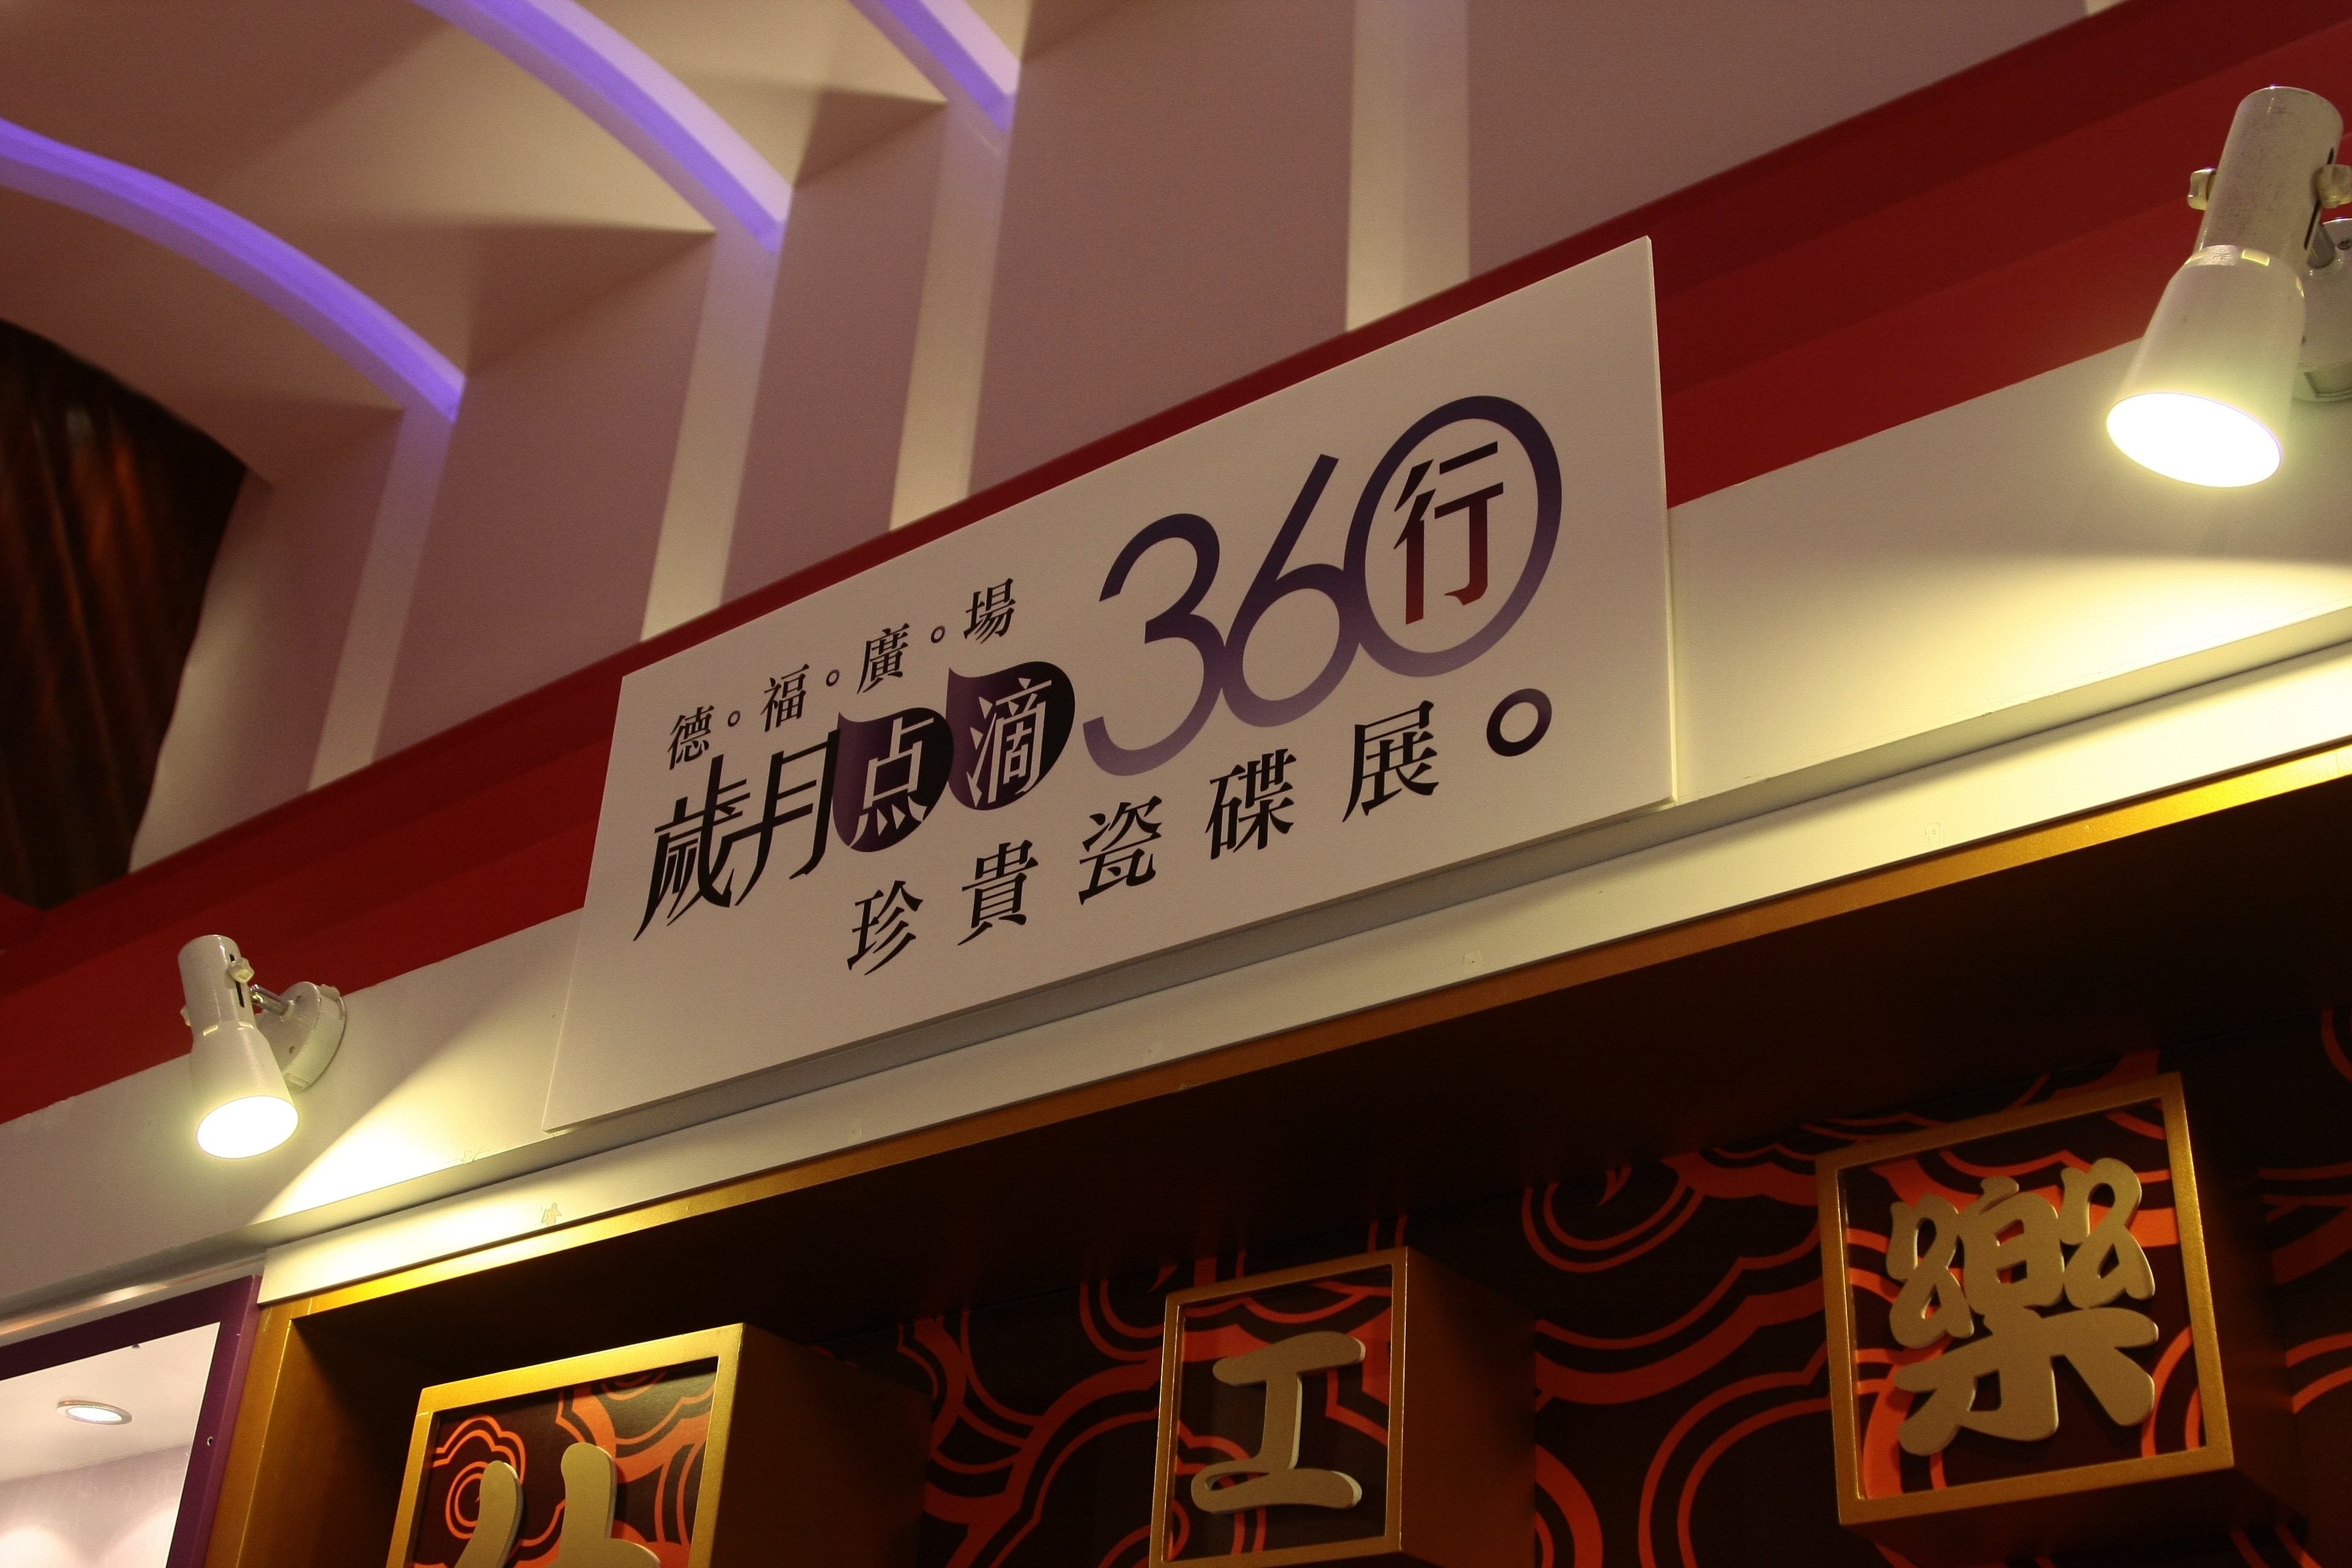 德。福。廣。場
歲月点滴360行
珍貴瓷碟展。
工
樂